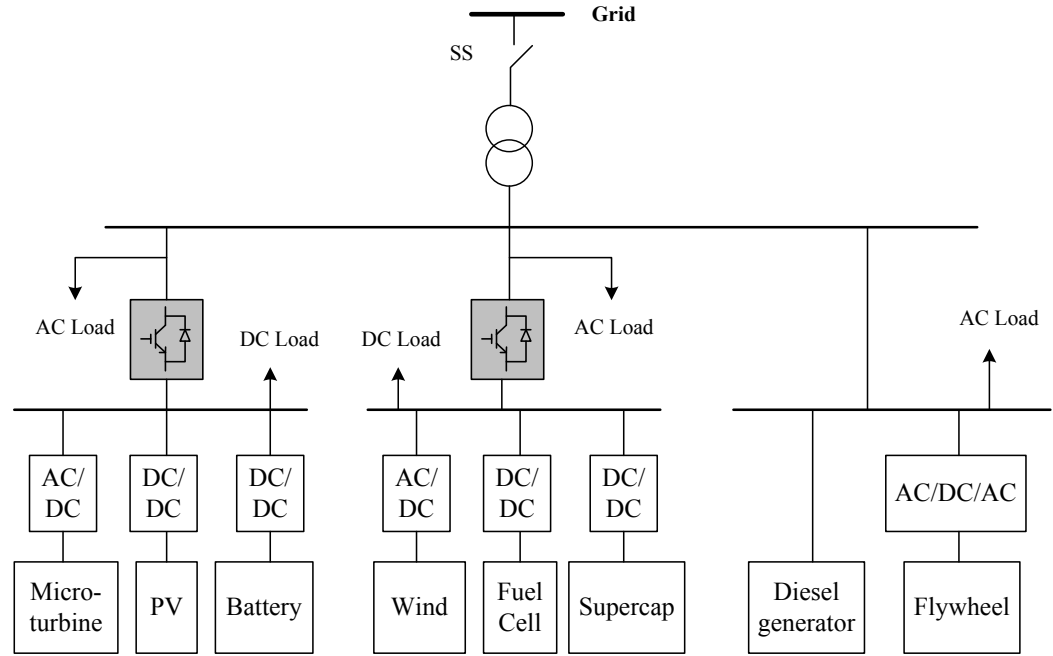 Grid
SS
AC Load
DC Load
DC Load
AC Load
AC Load
AC/
DC
DC/
DC
DC/
DC
AC/
DC
DC/
DC
DC/
DC
AC/DC/AC
Micro-
turbine
PV
Battery
Wind
Fuel
Cell
Supercap
Diesel
generator
Flywheel